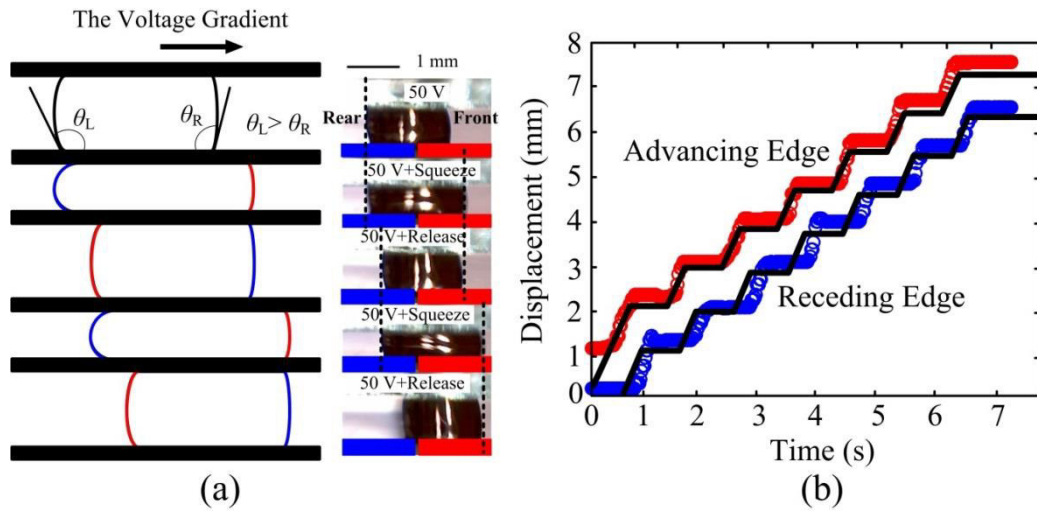 The Voltage Gradient
1 mm
θL
θR
θL> θR
50 V
Rear
Front
50 V+Squeeze
50 V+Release
50 V+Squeeze
50 V+Release
(a)
Displacement (mm)
8
7
6
5
4
3
2
1
0
Advancing Edge
Receding Edge
0 1 2 3 4 5 6 7
Time (s)
(b)